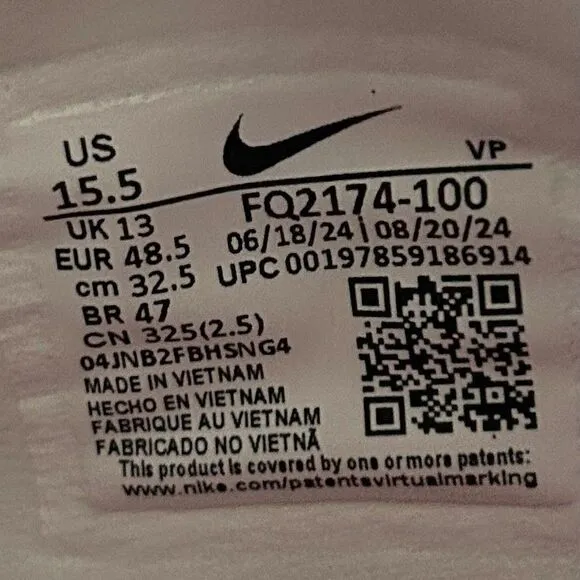 US
15.5
VP
FQ2174-100
UK 13
06/18/24 | 08/20/24
EUR 48.5
UPC 00197859186914
cm 32.5
BR 47
CN 325(2.5)
04JNB2FBHSNG4
MADE IN VIETNAM
HECHO EN VIETNAM
FABRIQUE AU VIETNAM
FABRICADO NO VIETNÃ
This product is covered by one or more patents:
www.nike.com/patentsvirtualmarking